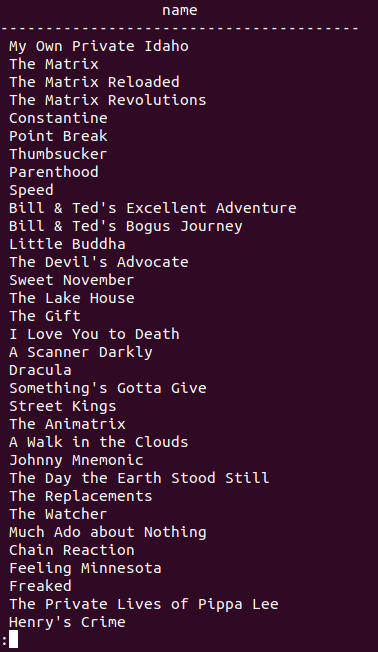 name
----------------------------------------
My Own Private Idaho
The Matrix
The Matrix Reloaded
The Matrix Revolutions
Constantine
Point Break
Thumbsucker
Parenthood
Speed
Bill & Ted's Excellent Adventure
Bill & Ted's Bogus Journey
Little Buddha
The Devil's Advocate
Sweet November
The Lake House
The Gift
I Love You to Death
A Scanner Darkly
Dracula
Something's Gotta Give
Street Kings
The Animatrix
A Walk in the Clouds
Johnny Mnemonic
The Day the Earth Stood Still
The Replacements
The Watcher
Much Ado about Nothing
Chain Reaction
Feeling Minnesota
Freaked
The Private Lives of Pippa Lee
Henry's Crime
: